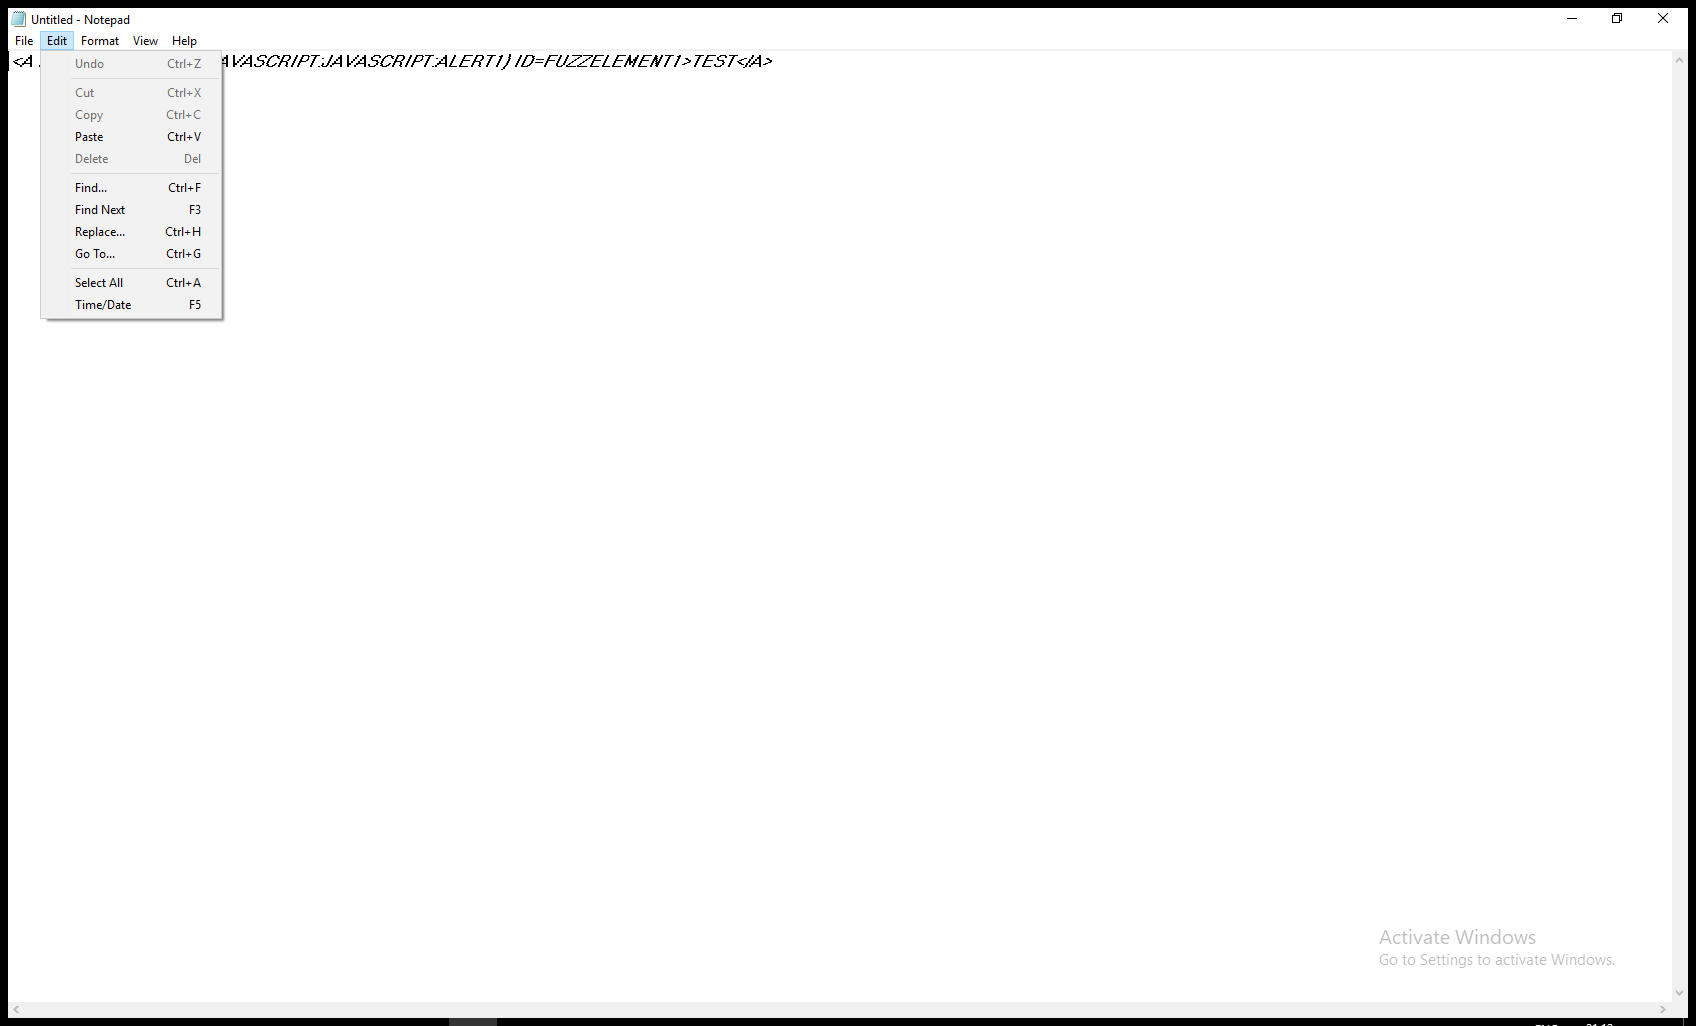 Untitled - Notepad
File Edit Format View Help
<A AVASCRIPT:JAVASCRIPT:ALERT1) ID=FUZZELEMENT1>TEST</A>
Undo Ctrl+Z
Cut Ctrl+X
Copy Ctrl+C
Paste Ctrl+V
Delete Del
Find... Ctrl+F
Find Next F3
Replace... Ctrl+H
Go To... Ctrl+G
Select All Ctrl+A
Time/Date F5
Activate Windows
Go to Settings to activate Windows.